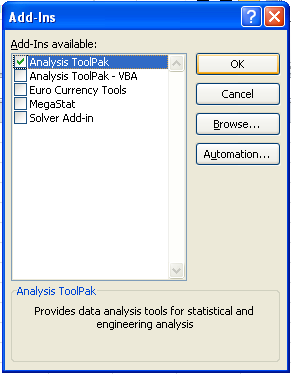 Add-Ins
?
Add-Ins available:
Analysis ToolPak
Analysis ToolPak - VBA
Euro Currency Tools
MegaStat
Solver Add-in
OK
Cancel
Browse...
Automation...
Analysis ToolPak
Provides data analysis tools for statistical and
engineering analysis